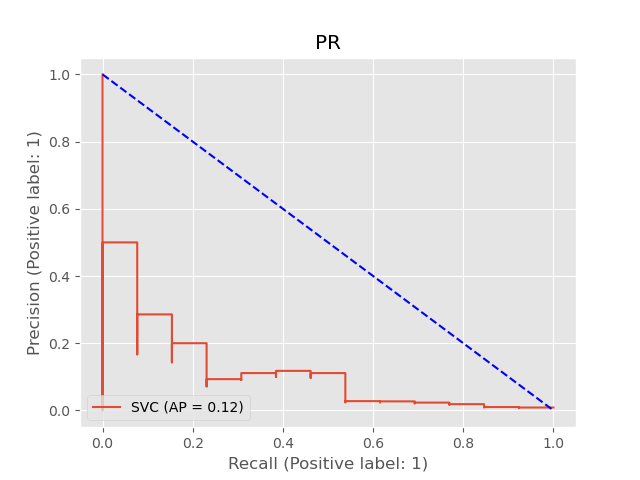 PR
1.0
0.8
0.6
0.4
0.2
0.0
Precision (Positive label: 1)
SVC (AP = 0.12)
0.0 0.2 0.4 0.6 0.8 1.0
Recall (Positive label: 1)